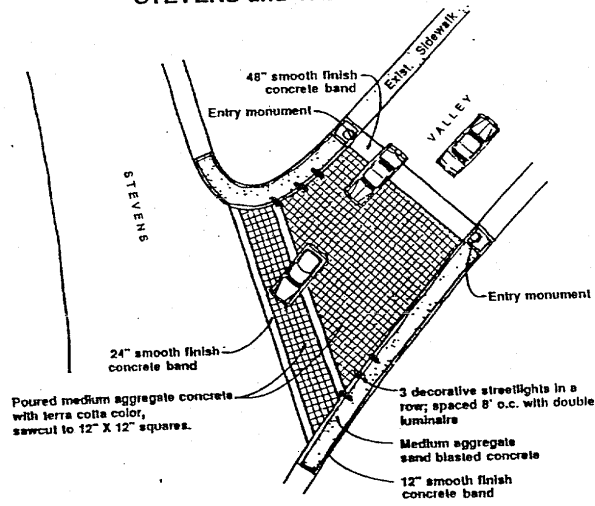 STEVENS and
48" smooth finish
concrete band
Exist. Sidewalk
Entry monument
VALLEY
STEVENS
Entry monument
24" smooth finish
concrete band
Poured medium aggregate concrete
with terra cotta color,
sawcut to 12" X 12" squares.
3 decorative streetlights in a
row; spaced 8' o.c. with double
luminaire
Medium aggregate
sand blasted concrete
12" smooth finish
concrete band